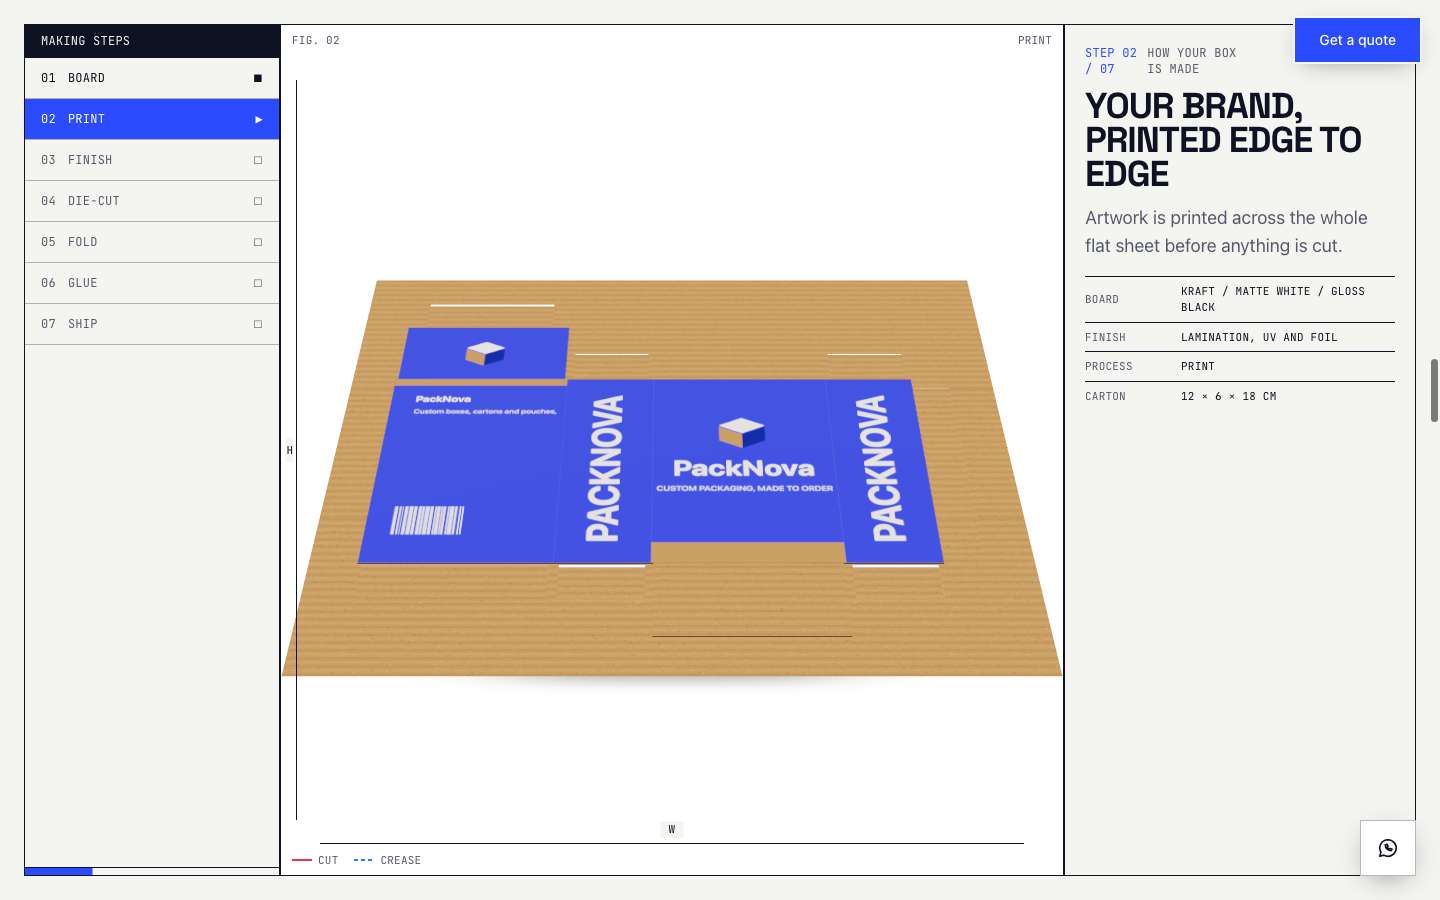 MAKING STEPS
01 BOARD
02 PRINT
03 FINISH
04 DIE-CUT
05 FOLD
06 GLUE
07 SHIP
FIG. 02
PRINT
H
PackNova
Custom boxes, cartons and pouches,
PACKNOVA
PackNova
CUSTOM PACKAGING, MADE TO ORDER
PACKNOVA
W
CUT
CREASE
Get a quote
STEP 02 / 07
HOW YOUR BOX IS MADE
YOUR BRAND,
PRINTED EDGE TO
EDGE
Artwork is printed across the whole
flat sheet before anything is cut.
BOARD
KRAFT / MATTE WHITE / GLOSS
BLACK
FINISH
LAMINATION, UV AND FOIL
PROCESS
PRINT
CARTON
12 × 6 × 18 CM